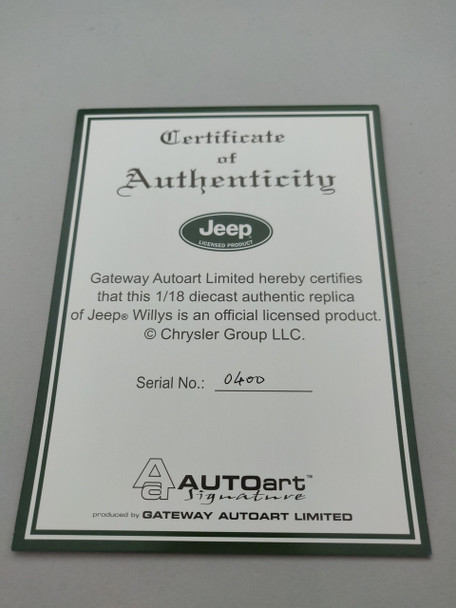 Certificate
of
Authenticity
Jeep®
LICENSED PRODUCT
Gateway Autoart Limited hereby certifies
that this 1/18 diecast authentic replica
of Jeep® Willys is an official licensed product.
© Chrysler Group LLC.
Serial No.: 0400
Aa AUTOart™
Signature
produced by GATEWAY AUTOART LIMITED